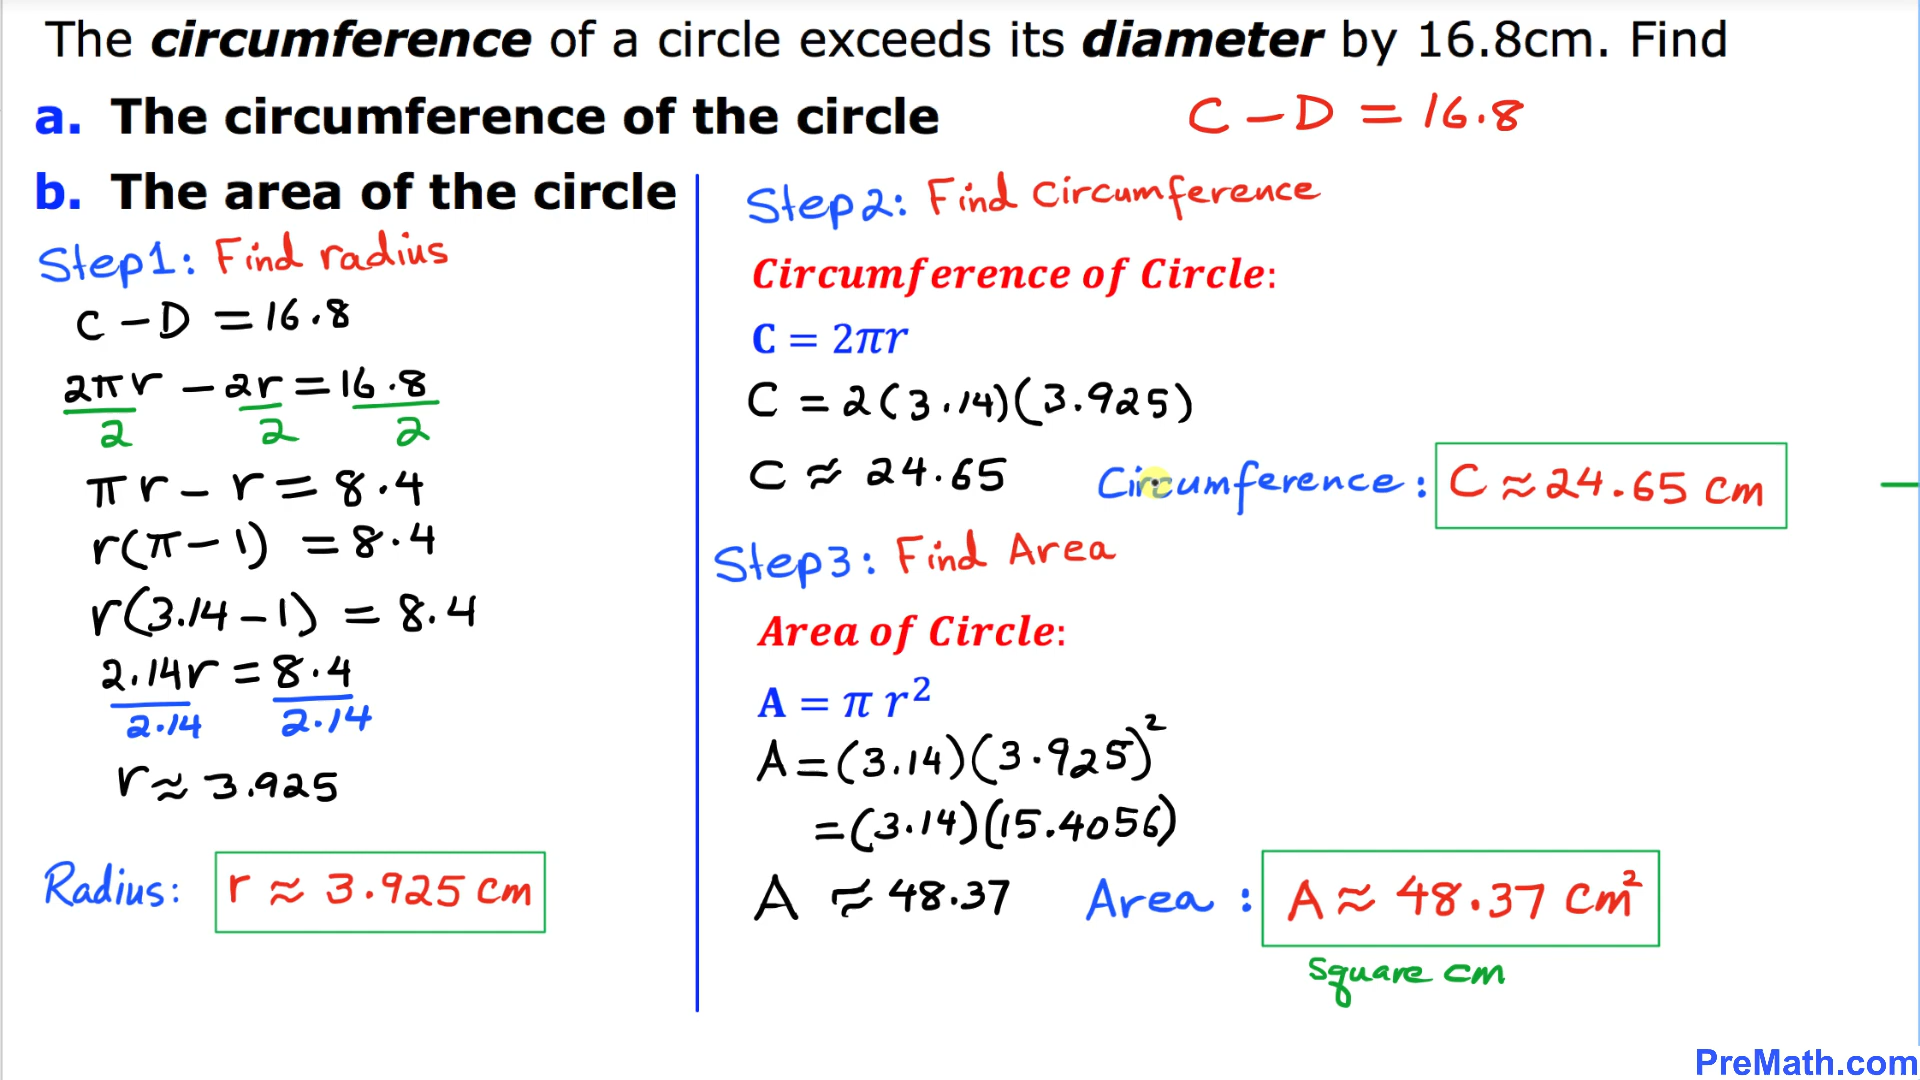 The circumference of a circle exceeds its diameter by 16.8cm. Find
a. The circumference of the circle
C - D = 16.8
b. The area of the circle
Step1: Find radius
C - D = 16.8
2πr - 2r = 16.8
2 2 2
πr - r = 8.4
r(π - 1) = 8.4
r(3.14 - 1) = 8.4
2.14r = 8.4
2.14 2.14
r ≈ 3.925
Radius: r ≈ 3.925 cm
Step2: Find Circumference
Circumference of Circle:
C = 2πr
C = 2(3.14)(3.925)
C ≈ 24.65
Circumference: C ≈ 24.65 cm
Step3: Find Area
Area of Circle:
A = π r²
A = (3.14)(3.925)²
= (3.14)(15.4056)
A ≈ 48.37
Area: A ≈ 48.37 cm²
square cm
PreMath.com